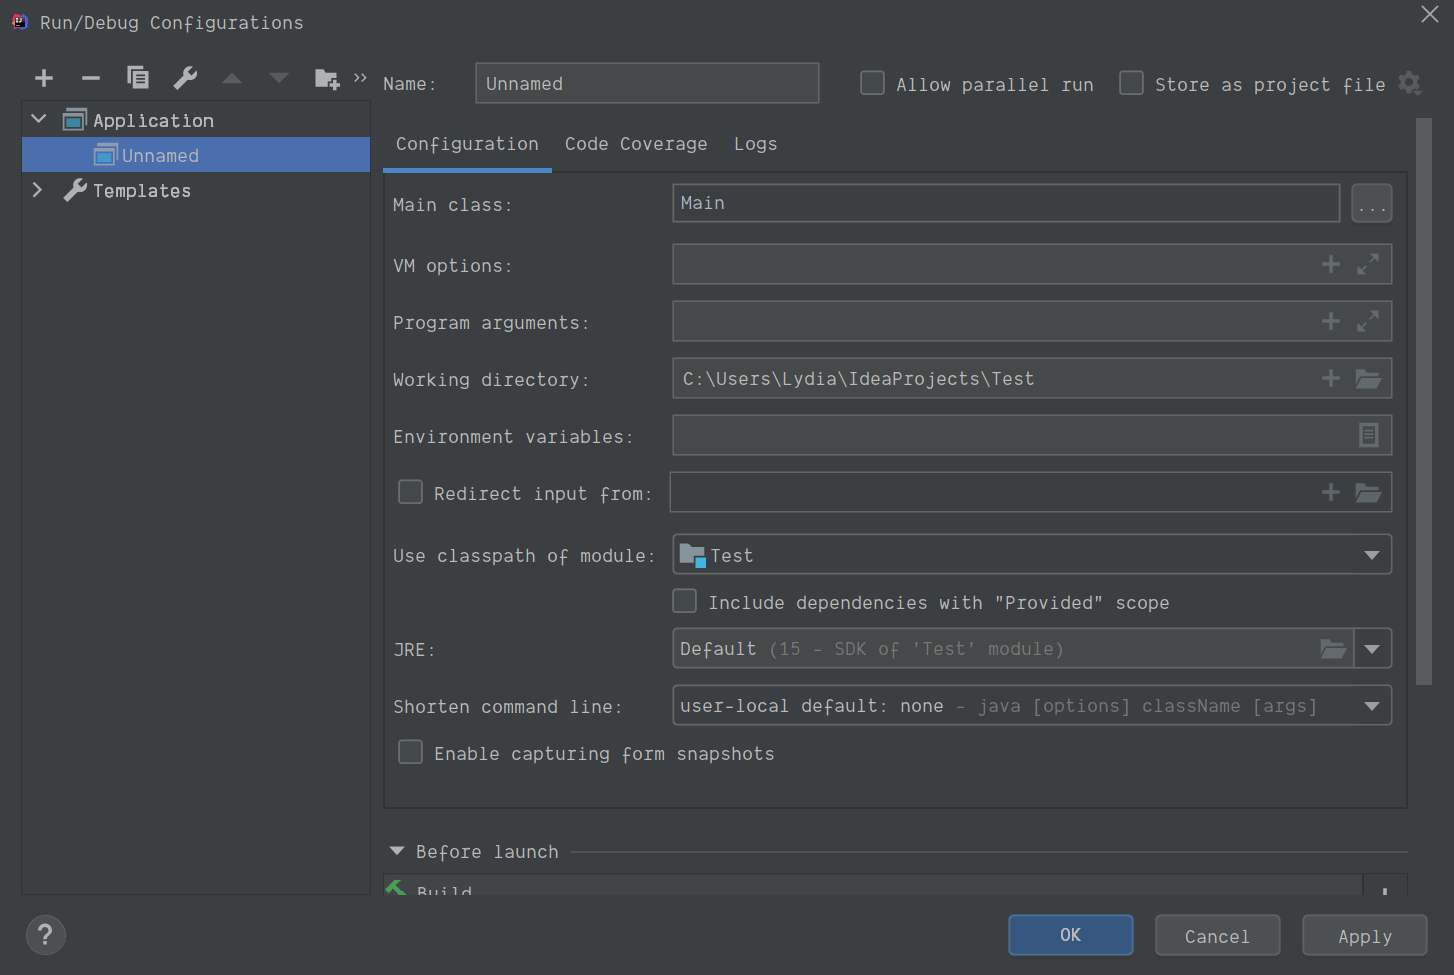 Run/Debug Configurations
Name: Unnamed Allow parallel run Store as project file
Application
Unnamed
Templates
Configuration Code Coverage Logs
Main class: Main ...
VM options:
Program arguments:
Working directory: C:\Users\Lydia\IdeaProjects\Test
Environment variables:
Redirect input from:
Use classpath of module: Test
Include dependencies with "Provided" scope
JRE: Default (15 - SDK of 'Test' module)
Shorten command line: user-local default: none - java [options] className [args]
Enable capturing form snapshots
Before launch
Build
? OK Cancel Apply